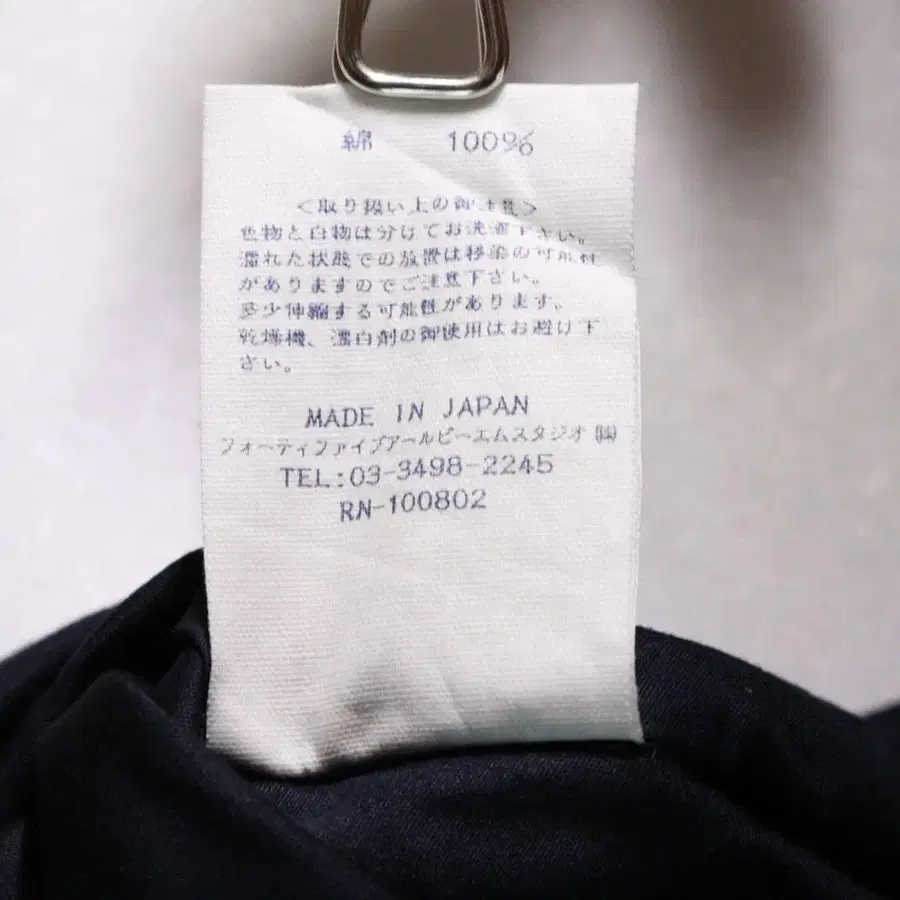 綿 100%
<取り扱い上の御注意>
色物と白物は分けてお洗濯下さい。
濡れた状態での放置は移染の可能性
がありますのでご注意下さい。
多少伸縮する可能性があります。
乾燥機、漂白剤の御使用はお避け下
さい。
MADE IN JAPAN
フォーティファイブアールピーエムスタジオ㈱
TEL:03-3498-2245
RN-100802